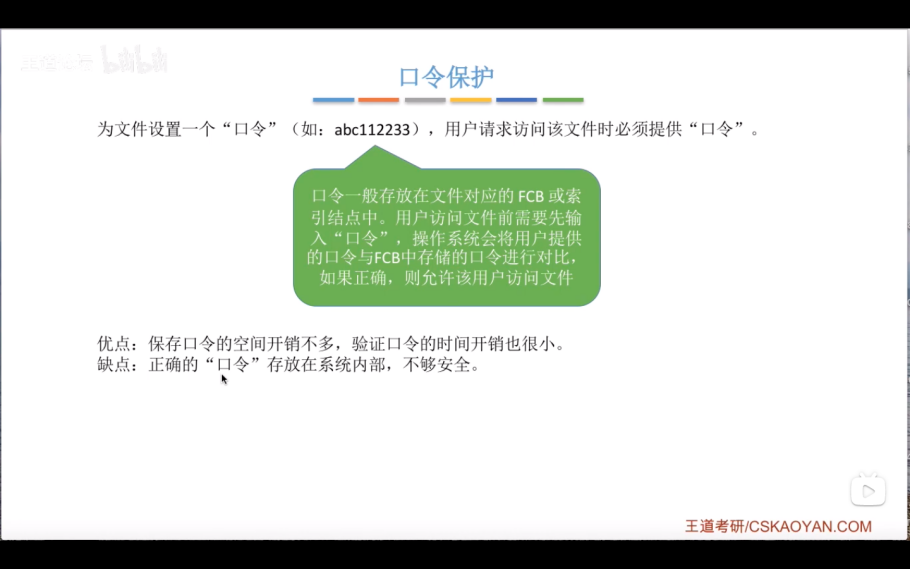 口令保护
为文件设置一个“口令”（如：abc112233），用户请求访问该文件时必须提供“口令”。
口令一般存放在文件对应的 FCB 或索
引结点中。用户访问文件前需要先输
入“口令”，操作系统会将用户提供
的口令与FCB中存储的口令进行对比，
如果正确，则允许该用户访问文件
优点：保存口令的空间开销不多，验证口令的时间开销也很小。
缺点：正确的“口令”存放在系统内部，不够安全。
王道考研/CSKAOYAN.COM